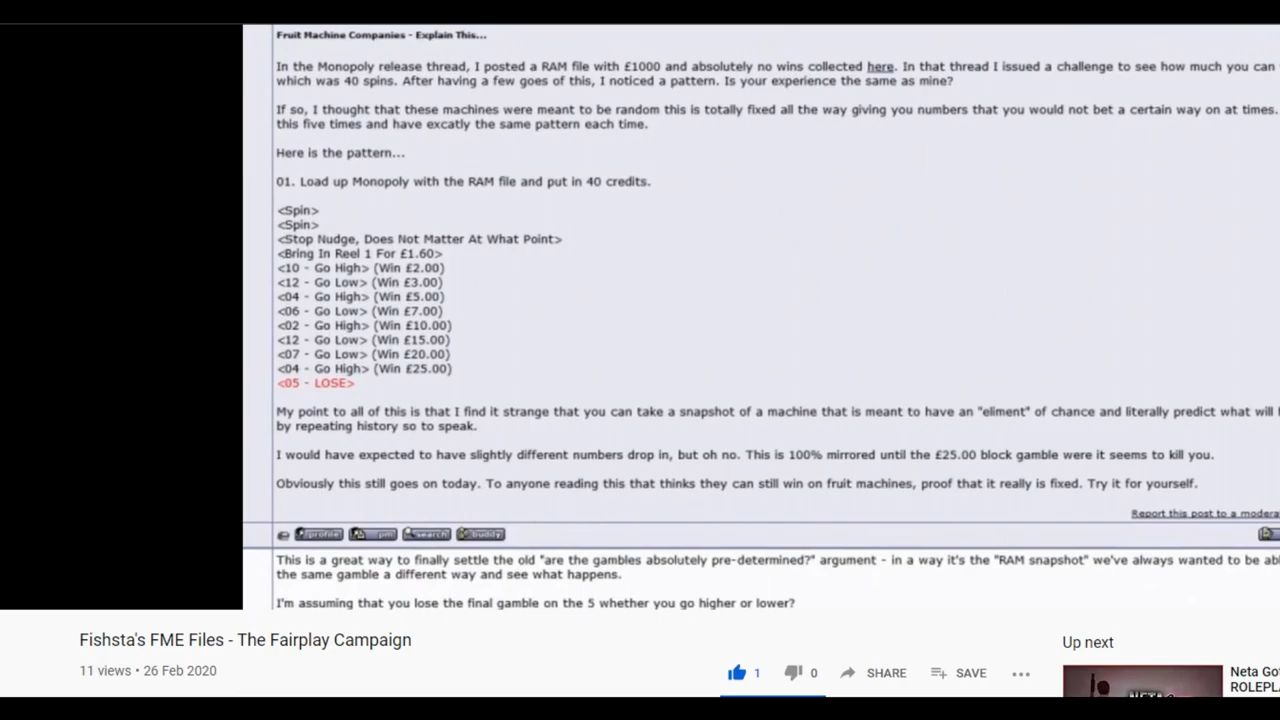 Fruit Machine Companies - Explain This...
In the Monopoly release thread, I posted a RAM file with £1000 and absolutely no wins collected here. In that thread I issued a challenge to see how much you can
which was 40 spins. After having a few goes of this, I noticed a pattern. Is your experience the same as mine?
If so, I thought that these machines were meant to be random this is totally fixed all the way giving you numbers that you would not bet a certain way on at times.
this five times and have excatly the same pattern each time.
Here is the pattern...
01. Load up Monopoly with the RAM file and put in 40 credits.
<Spin>
<Spin>
<Stop Nudge, Does Not Matter At What Point>
<Bring In Reel 1 For £1.60>
<10 - Go High> (Win £2.00)
<12 - Go Low> (Win £3.00)
<04 - Go High> (Win £5.00)
<06 - Go Low> (Win £7.00)
<02 - Go High> (Win £10.00)
<12 - Go Low> (Win £15.00)
<07 - Go Low> (Win £20.00)
<04 - Go High> (Win £25.00)
<05 - LOSE>
My point to all of this is that I find it strange that you can take a snapshot of a machine that is meant to have an "eliment" of chance and literally predict what will
by repeating history so to speak.
I would have expected to have slightly different numbers drop in, but oh no. This is 100% mirrored until the £25.00 block gamble were it seems to kill you.
Obviously this still goes on today. To anyone reading this that thinks they can still win on fruit machines, proof that it really is fixed. Try it for yourself.
Report this post to a modera
profile pm search buddy
This is a great way to finally settle the old "are the gambles absolutely pre-determined?" argument - in a way it's the "RAM snapshot" we've always wanted to be abl
the same gamble a different way and see what happens.
I'm assuming that you lose the final gamble on the 5 whether you go higher or lower?
Fishsta's FME Files - The Fairplay Campaign
Up next
11 views • 26 Feb 2020
1 0 SHARE SAVE
Neta Go
ROLEPL
NETA